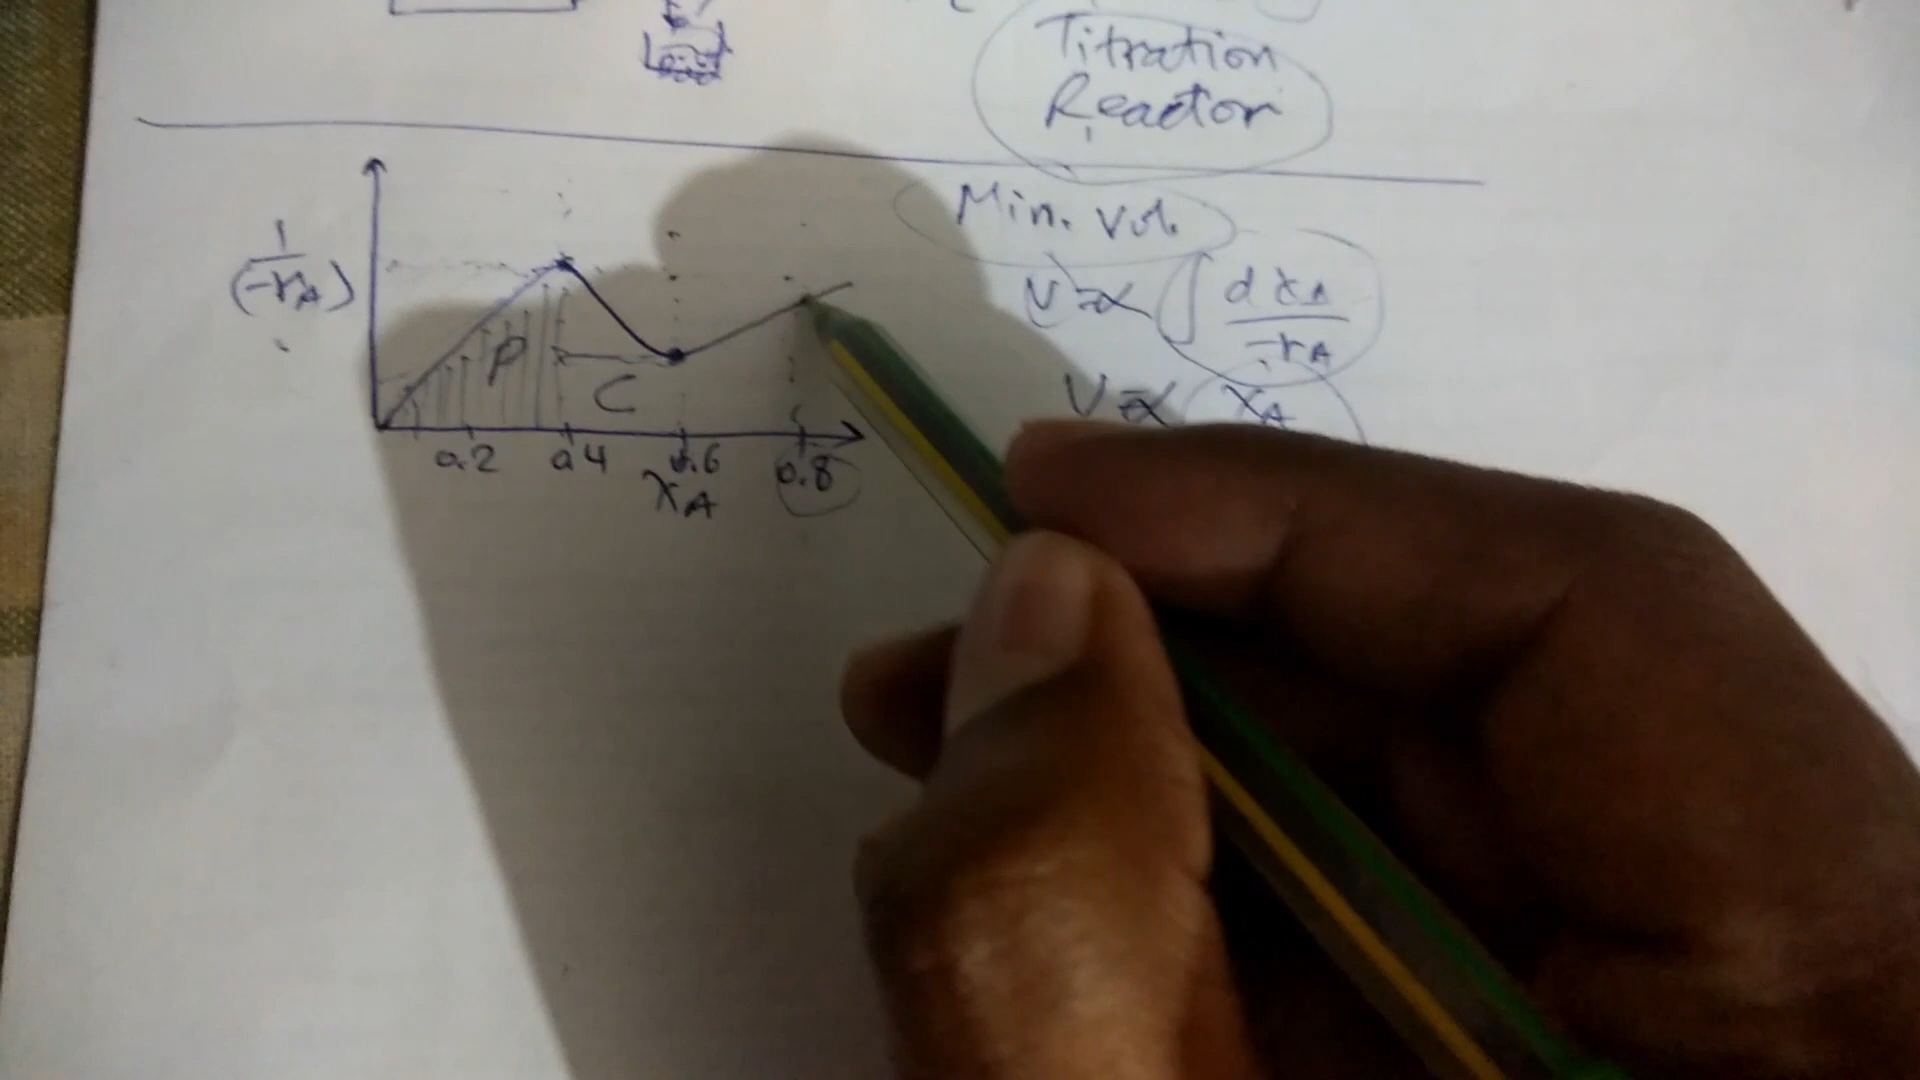 Titration
Reactor
Min. Vol.
1
(-rA)
V = ∝ ∫ dXA
-rA
V = ∝ XA
P
C
0.2 0.4 0.6 0.8
XA